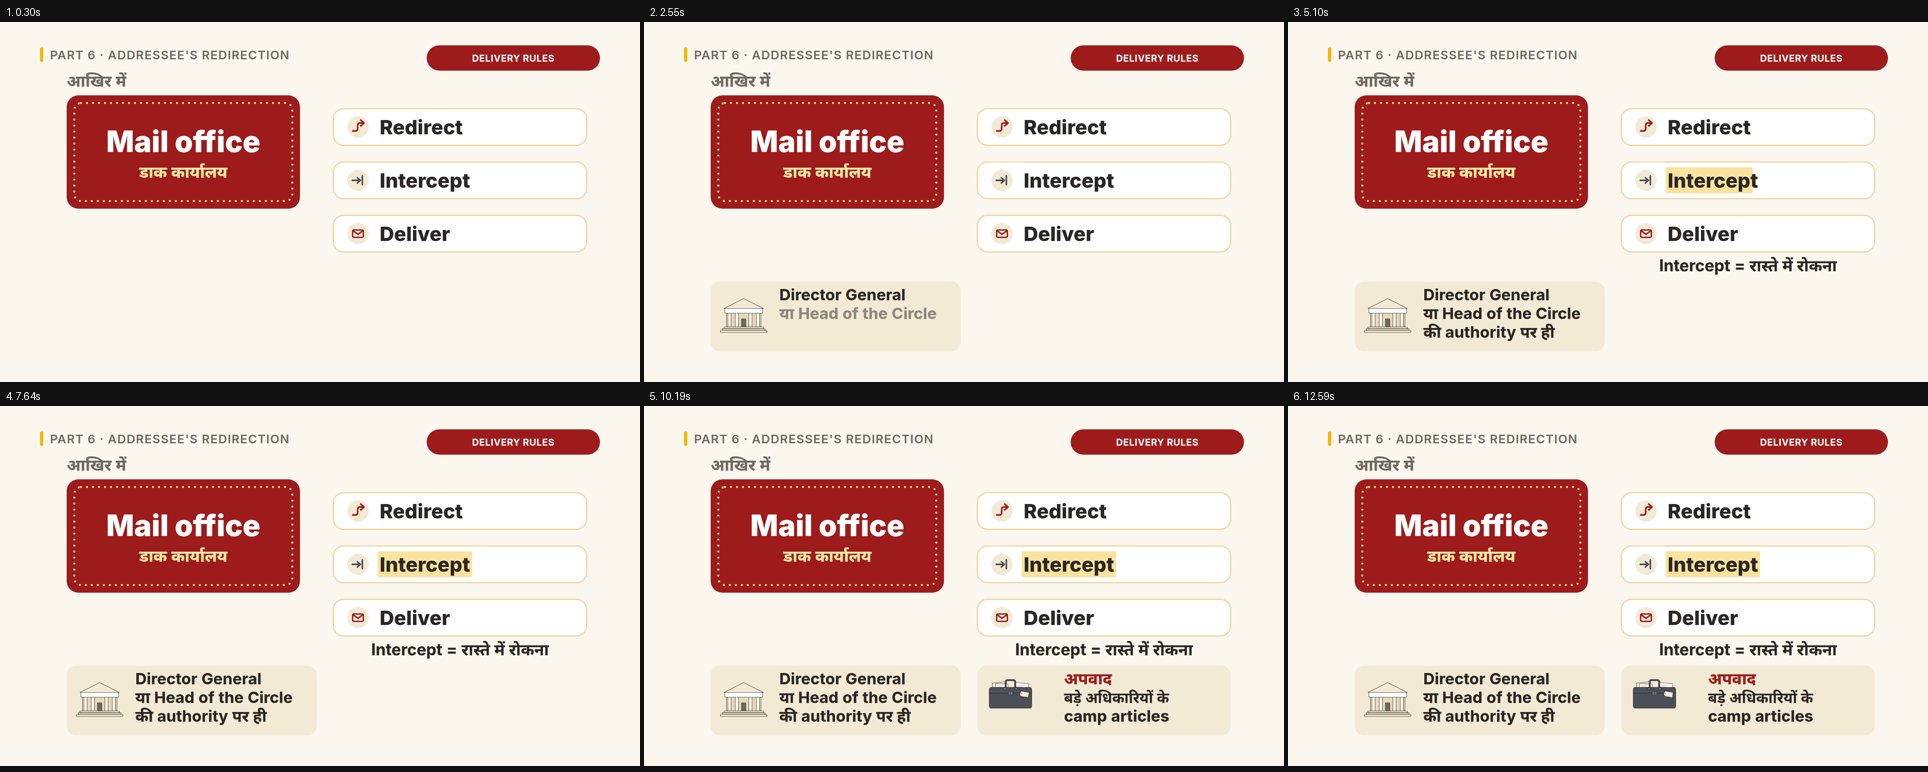 1. 0.30s
PART 6 · ADDRESSEE'S REDIRECTION
DELIVERY RULES
आखिर में
Mail office
डाक कार्यालय
Redirect
Intercept
Deliver
2. 2.55s
PART 6 · ADDRESSEE'S REDIRECTION
DELIVERY RULES
आखिर में
Mail office
डाक कार्यालय
Redirect
Intercept
Deliver
Director General
या Head of the Circle
3. 5.10s
PART 6 · ADDRESSEE'S REDIRECTION
DELIVERY RULES
आखिर में
Mail office
डाक कार्यालय
Redirect
Intercept
Deliver
Intercept = रास्ते में रोकना
Director General
या Head of the Circle
की authority पर ही
4. 7.64s
PART 6 · ADDRESSEE'S REDIRECTION
DELIVERY RULES
आखिर में
Mail office
डाक कार्यालय
Redirect
Intercept
Deliver
Intercept = रास्ते में रोकना
Director General
या Head of the Circle
की authority पर ही
5. 10.19s
PART 6 · ADDRESSEE'S REDIRECTION
DELIVERY RULES
आखिर में
Mail office
डाक कार्यालय
Redirect
Intercept
Deliver
Intercept = रास्ते में रोकना
Director General
या Head of the Circle
की authority पर ही
अपवाद
बड़े अधिकारियों के
camp articles
6. 12.59s
PART 6 · ADDRESSEE'S REDIRECTION
DELIVERY RULES
आखिर में
Mail office
डाक कार्यालय
Redirect
Intercept
Deliver
Intercept = रास्ते में रोकना
Director General
या Head of the Circle
की authority पर ही
अपवाद
बड़े अधिकारियों के
camp articles